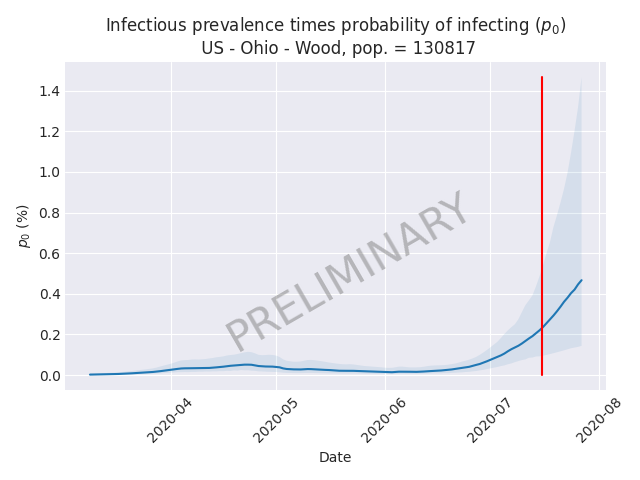 Infectious prevalence times probability of infecting (p₀)
US - Ohio - Wood, pop. = 130817
1.4
1.2
1.0
0.8
0.6
0.4
0.2
0.0
p₀ (%)
PRELIMINARY
2020-04
2020-05
2020-06
2020-07
2020-08
Date